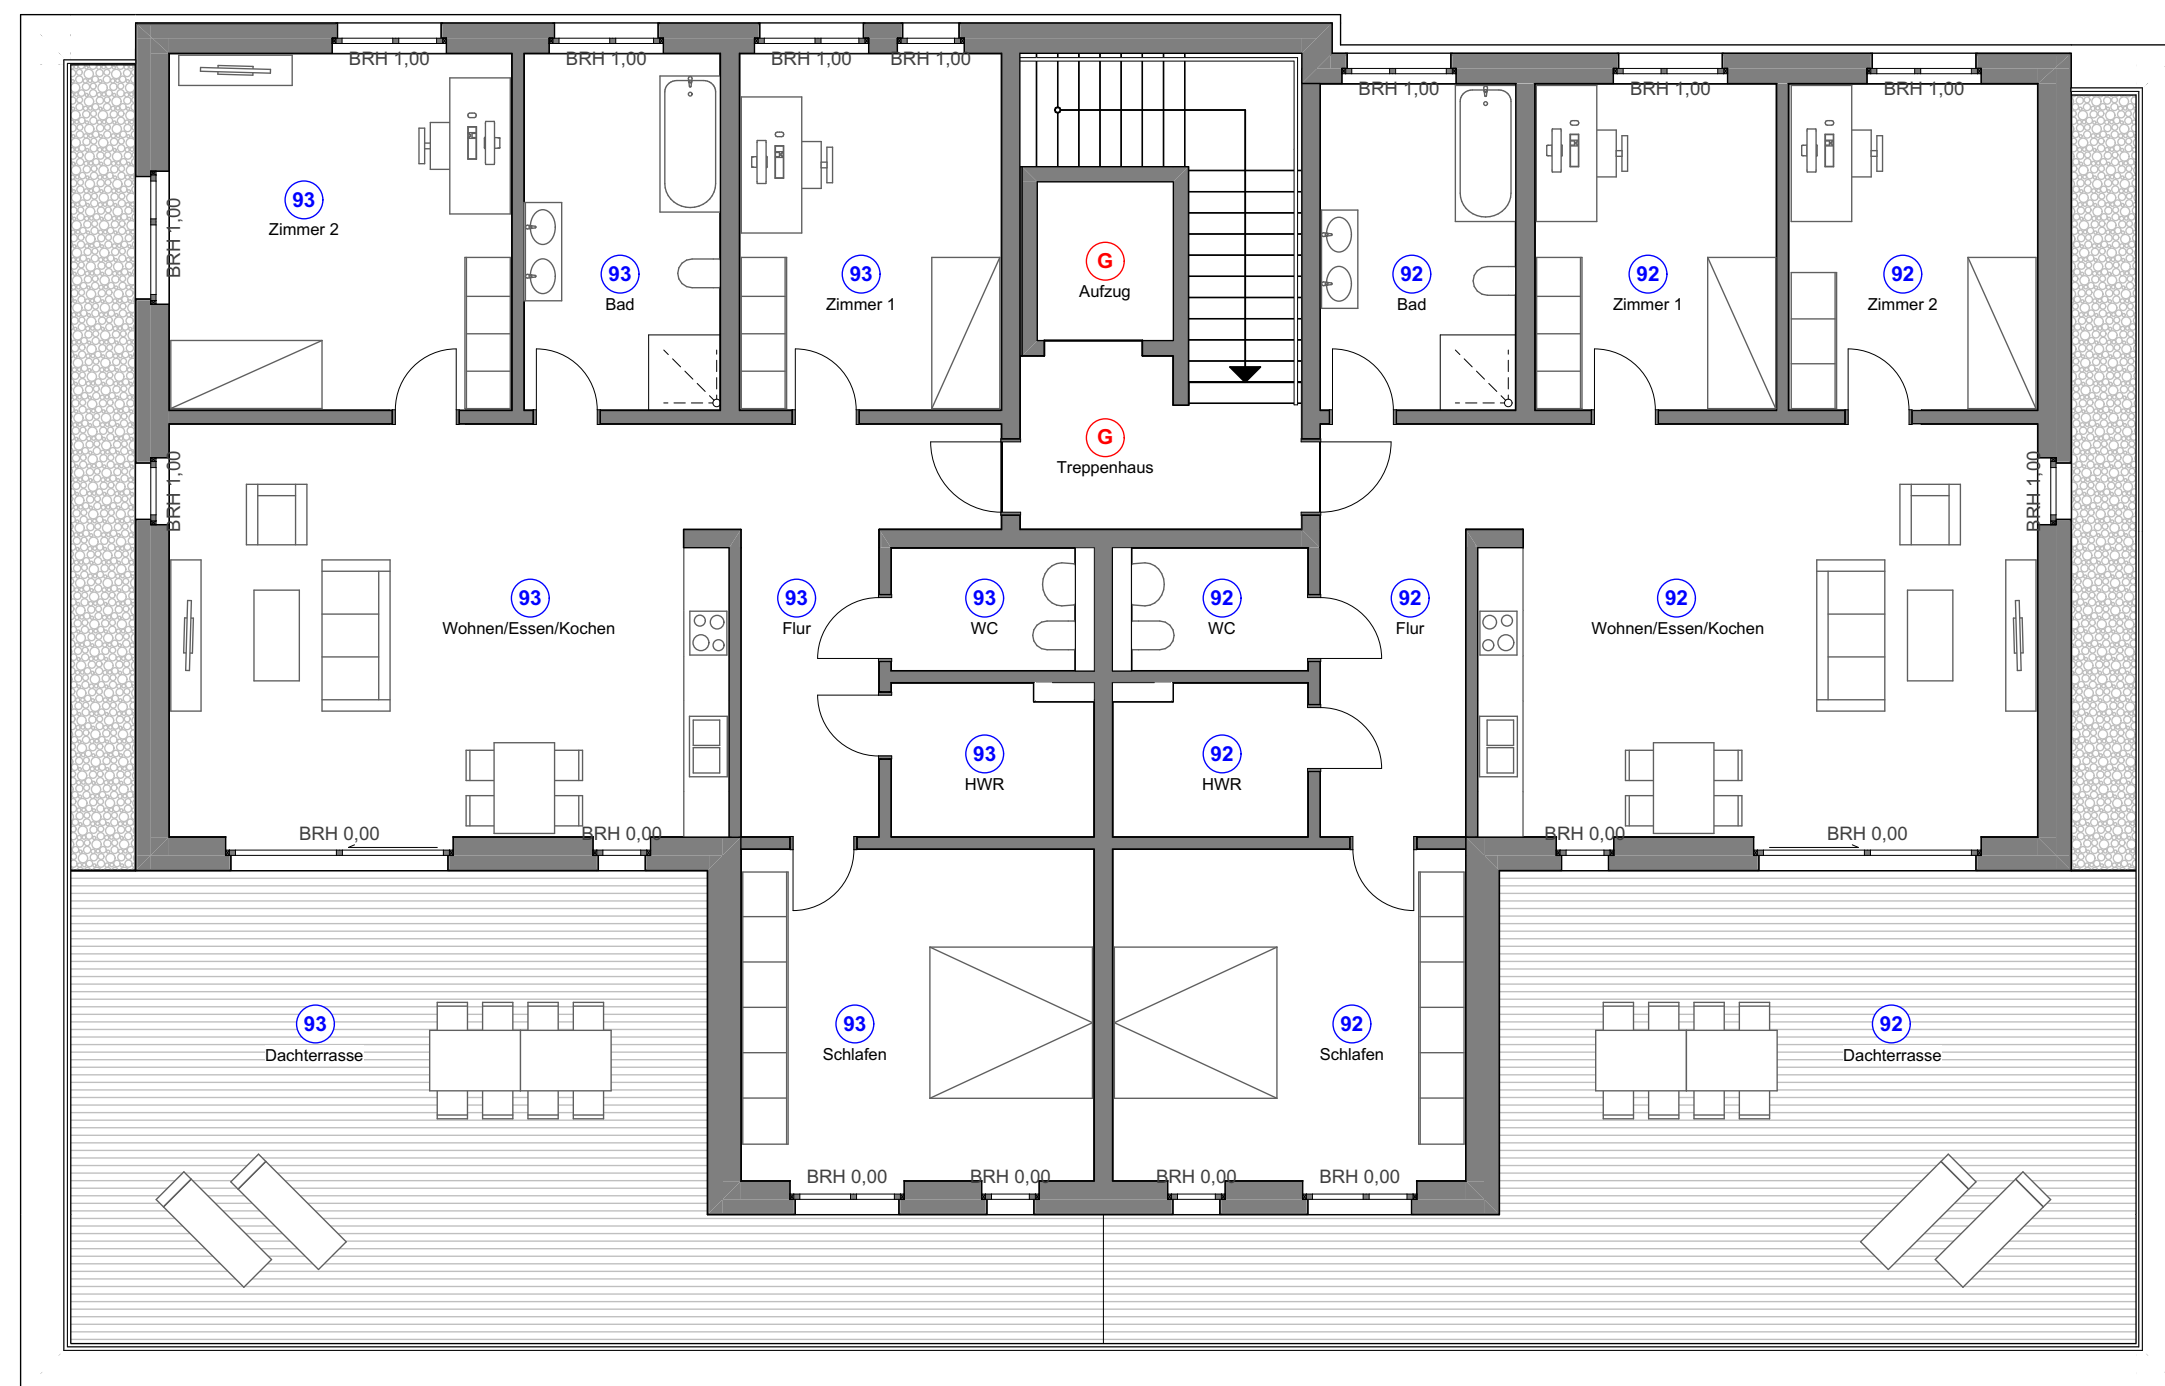 BRH 1,00
BRH 1,00
BRH 1,00
BRH 1,00
BRH 1,00
BRH 1,00
BRH 1,00
BRH 1,00
93
Zimmer 2
93
Bad
93
Zimmer 1
G
Aufzug
92
Bad
92
Zimmer 1
92
Zimmer 2
G
Treppenhaus
BRH 1,00
BRH 1,00
93
Wohnen/Essen/Kochen
93
Flur
93
WC
92
WC
92
Flur
92
Wohnen/Essen/Kochen
93
HWR
92
HWR
BRH 0,00
BRH 0,00
BRH 0,00
BRH 0,00
93
Dachterrasse
93
Schlafen
92
Schlafen
92
Dachterrasse
BRH 0,00
BRH 0,00
BRH 0,00
BRH 0,00